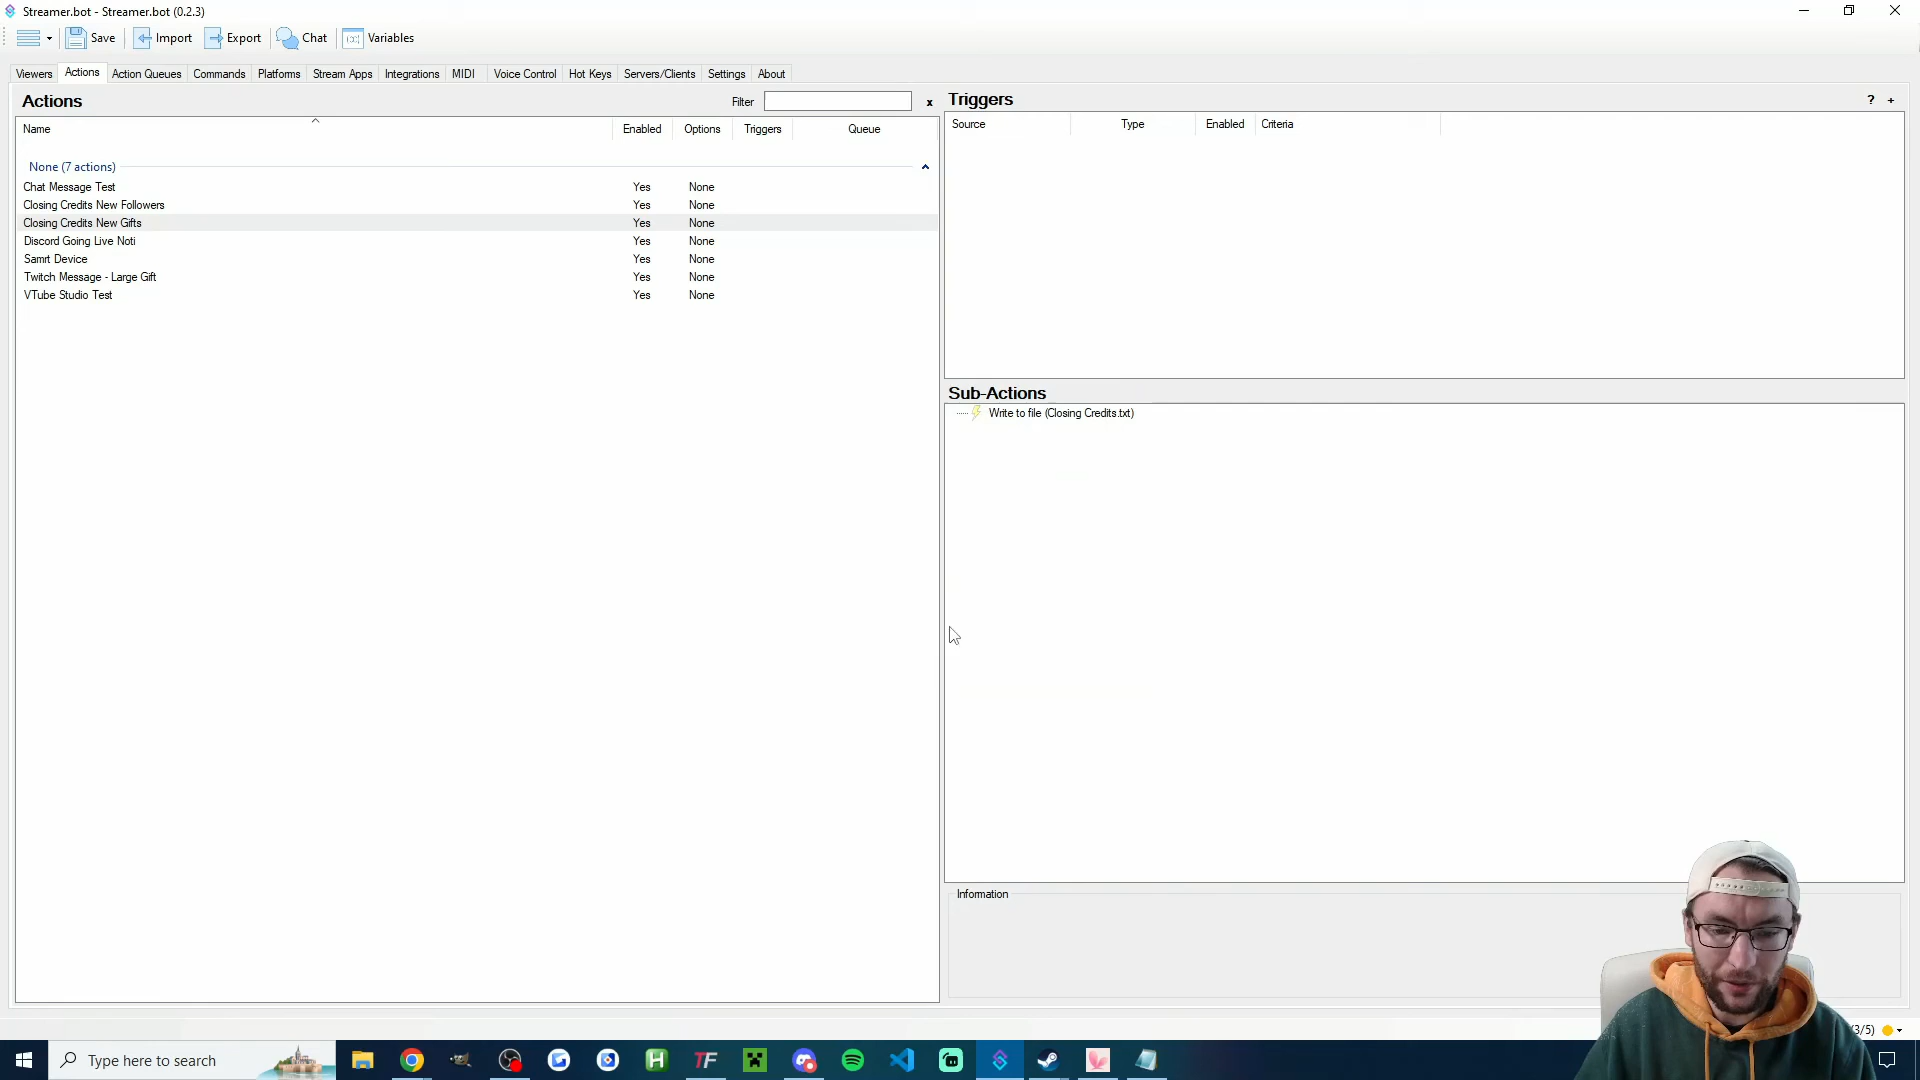 Streamer.bot - Streamer.bot (0.2.3)
Save Import Export Chat Variables
Viewers Actions Action Queues Commands Platforms Stream Apps Integrations MIDI Voice Control Hot Keys Servers/Clients Settings About
Actions Filter x
Name Enabled Options Triggers Queue
None (7 actions)
Chat Message Test Yes None
Closing Credits New Followers Yes None
Closing Credits New Gifts Yes None
Discord Going Live Noti Yes None
Samrt Device Yes None
Twitch Message - Large Gift Yes None
VTube Studio Test Yes None
Triggers ? +
Source Type Enabled Criteria
Sub-Actions
Write to file (Closing Credits.txt)
Information
/5)
Type here to search
H
TF